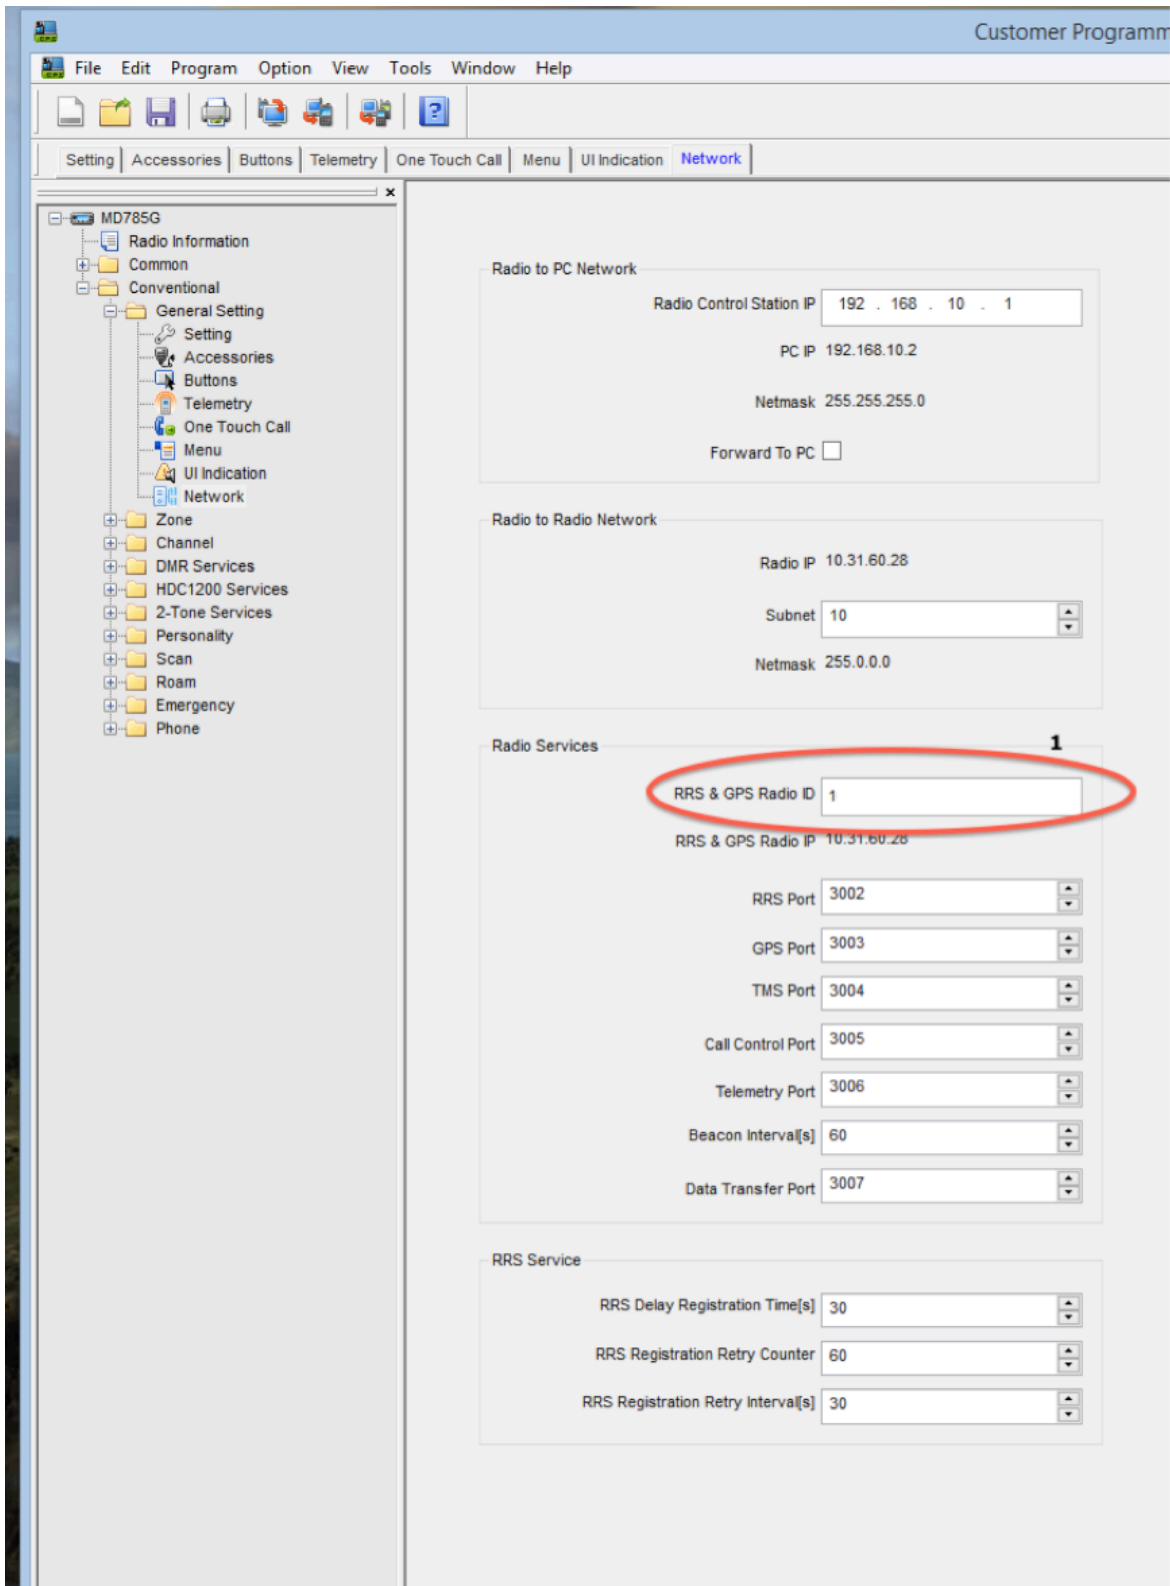 Customer Programm
File Edit Program Option View Tools Window Help
Setting Accessories Buttons Telemetry One Touch Call Menu UI Indication Network
MD785G
Radio Information
Common
Conventional
General Setting
Setting
Accessories
Buttons
Telemetry
One Touch Call
Menu
UI Indication
Network
Zone
Channel
DMR Services
HDC1200 Services
2-Tone Services
Personality
Scan
Roam
Emergency
Phone
Radio to PC Network
Radio Control Station IP 192 . 168 . 10 . 1
PC IP 192.168.10.2
Netmask 255.255.255.0
Forward To PC
Radio to Radio Network
Radio IP 10.31.60.28
Subnet 10
Netmask 255.0.0.0
Radio Services
1
RRS & GPS Radio ID 1
RRS & GPS Radio IP 10.31.60.28
RRS Port 3002
GPS Port 3003
TMS Port 3004
Call Control Port 3005
Telemetry Port 3006
Beacon Interval[s] 60
Data Transfer Port 3007
RRS Service
RRS Delay Registration Time[s] 30
RRS Registration Retry Counter 60
RRS Registration Retry Interval[s] 30